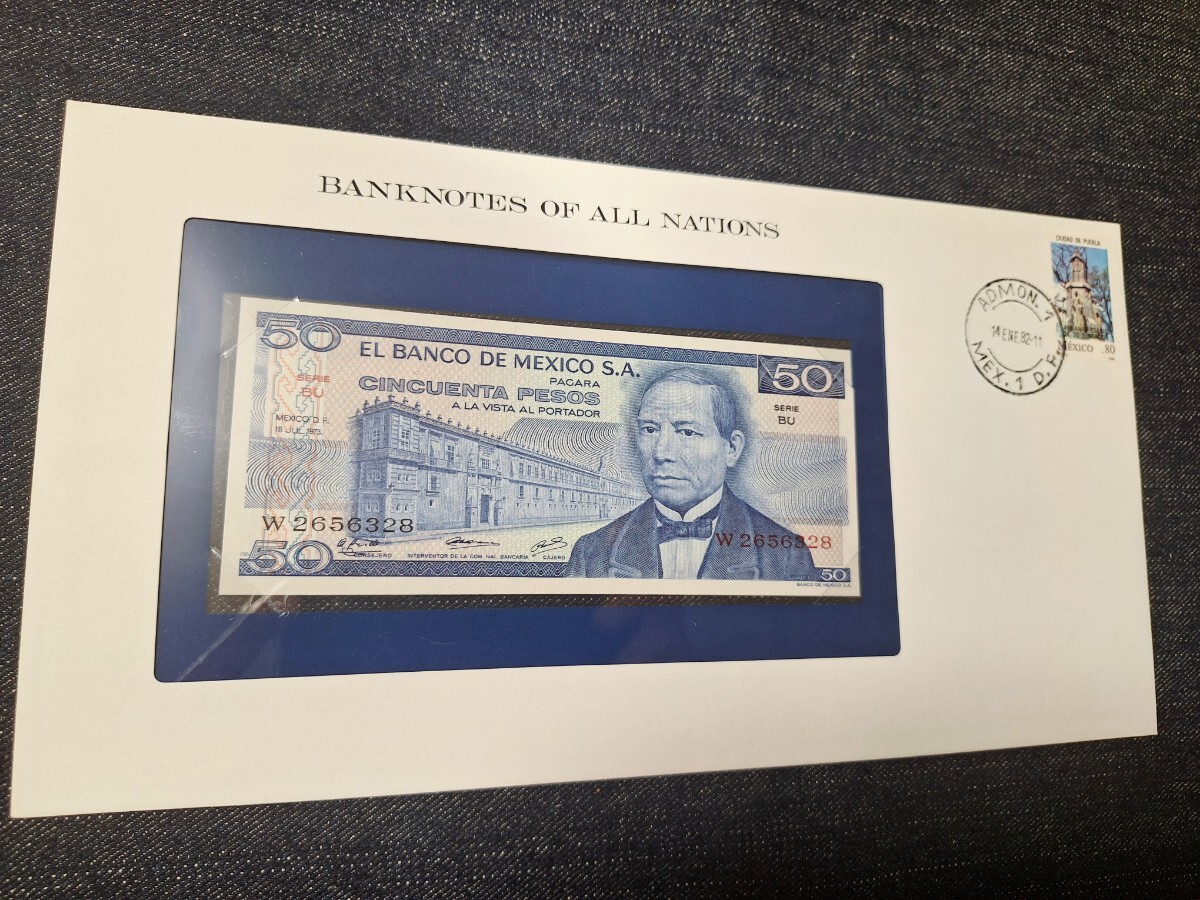 BANKNOTES OF ALL NATIONS
CIUDAD DE PUEBLA
MEXICO .80
ADMON. 1
14 ENE. 82-11
MEX. 1 D. F.
50
EL BANCO DE MEXICO S.A.
50
PAGARA
CINCUENTA PESOS
A LA VISTA AL PORTADOR
SERIE
BU
SERIE
BU
MEXICO D. F.
18 JUL. 1973
W 2656328
W 2656328
50
CONSEJERO
INTERVENTOR DE LA COM. NAL. BANCARIA
CAJERO
50
BANCO DE MEXICO S.A.